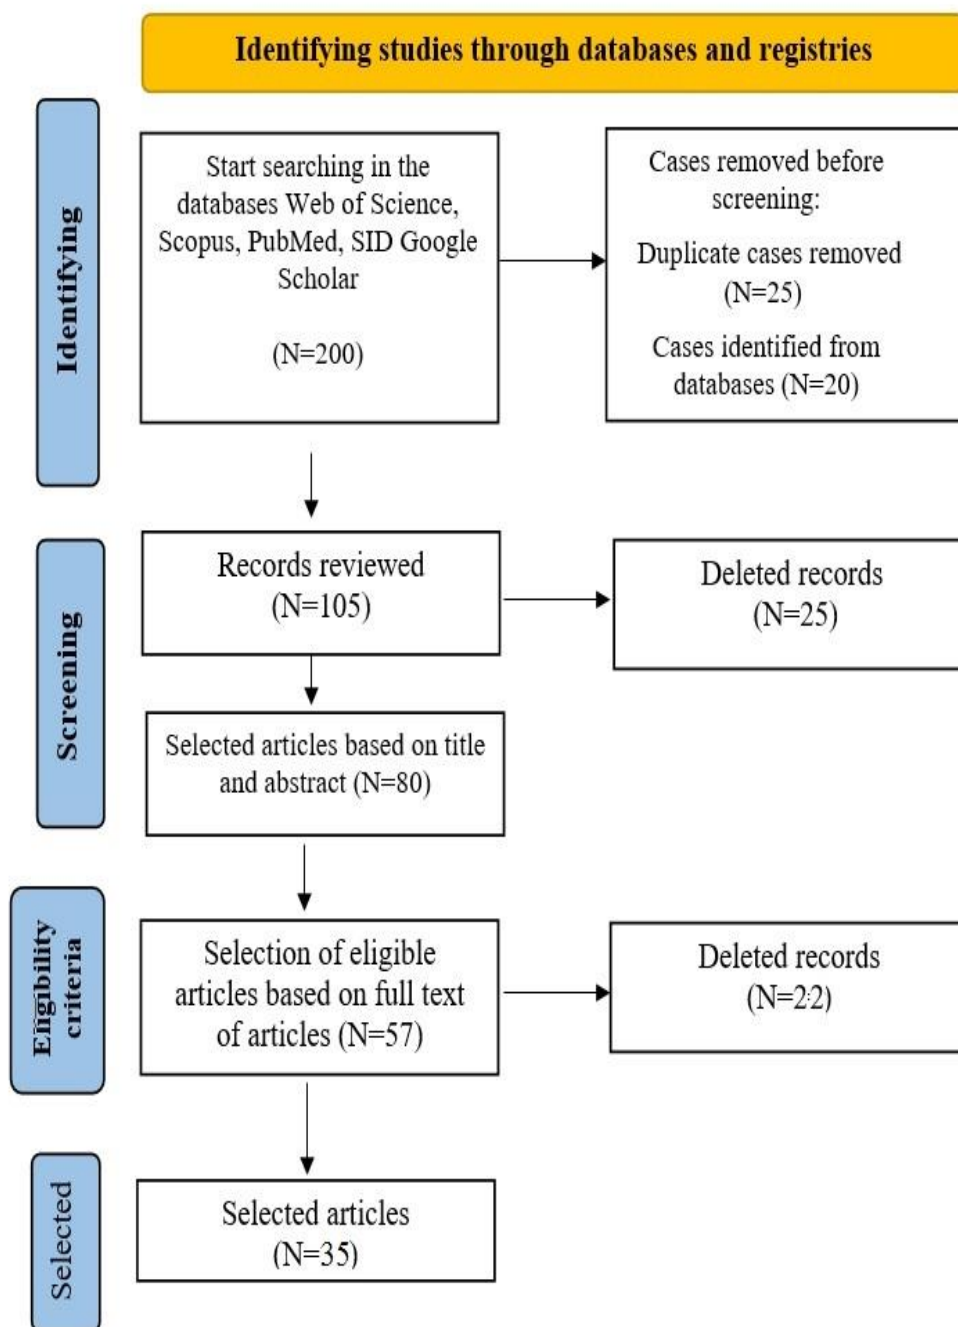 Identifying studies through databases and registries
Identifying
Start searching in the
databases Web of Science,
Scopus, PubMed, SID Google
Scholar
(N=200)
Cases removed before
screening:
Duplicate cases removed
(N=25)
Cases identified from
databases (N=20)
Screening
Records reviewed
(N=105)
Deleted records
(N=25)
Selected articles based on title
and abstract (N=80)
Eligibility
criteria
Selection of eligible
articles based on full text
of articles (N=57)
Deleted records
(N=22)
Selected
Selected articles
(N=35)